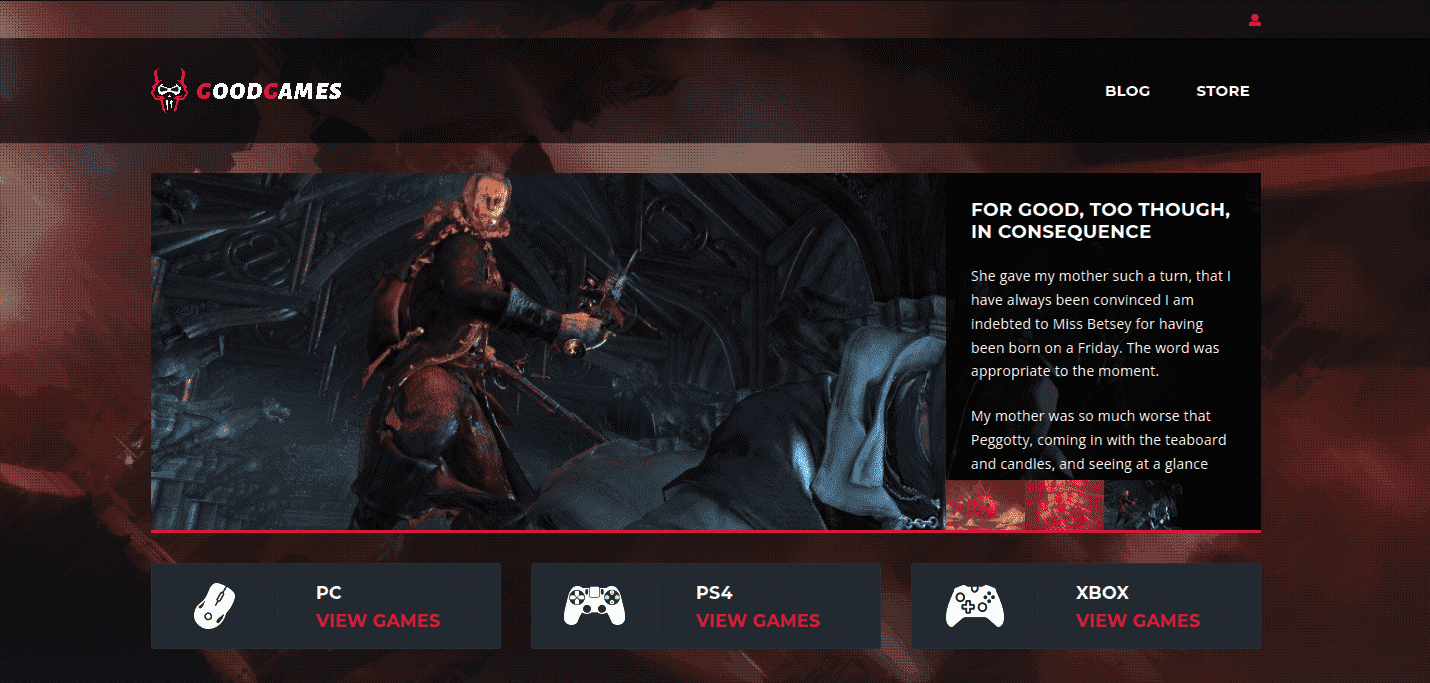 GOODGAMES
BLOG
STORE
FOR GOOD, TOO THOUGH,
IN CONSEQUENCE
She gave my mother such a turn, that I
have always been convinced I am
indebted to Miss Betsey for having
been born on a Friday. The word was
appropriate to the moment.
My mother was so much worse that
Peggotty, coming in with the teaboard
and candles, and seeing at a glance
PC
VIEW GAMES
PS4
VIEW GAMES
XBOX
VIEW GAMES